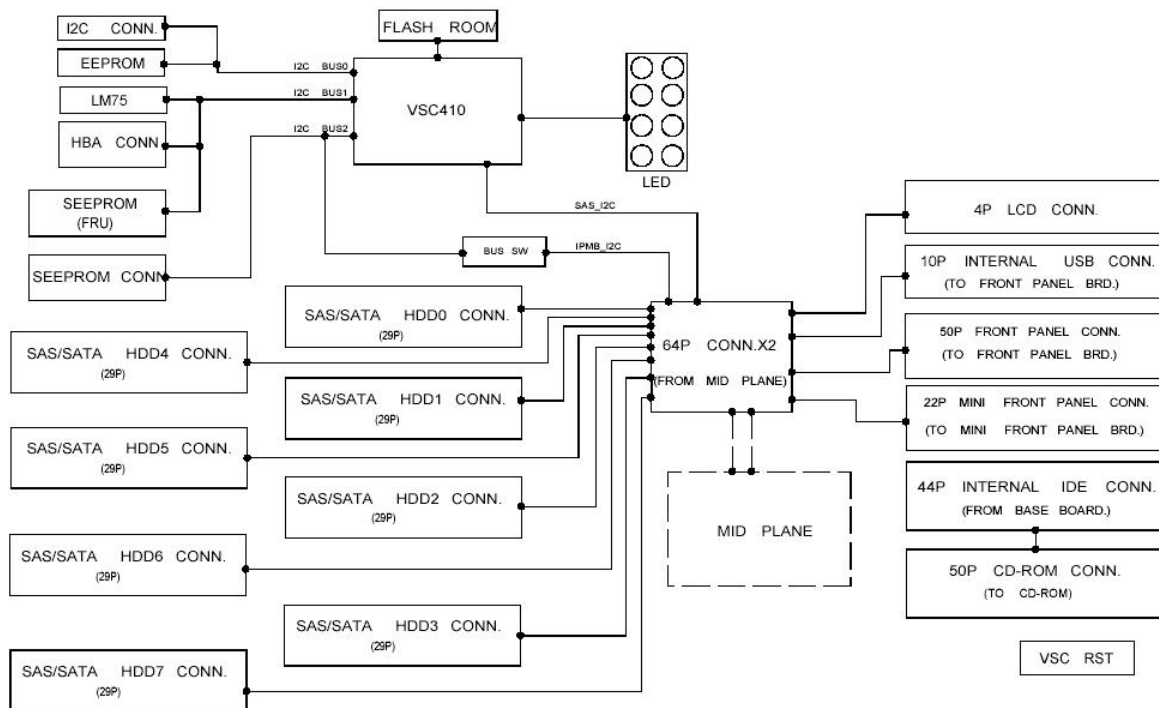 I2C CONN.
FLASH ROOM
EEPROM
I2C BUS0
LM75
I2C BUS1
VSC410
HBA CONN
I2C BUS2
LED
SEEPROM
(FRU)
SAS_I2C
4P LCD CONN.
BUS SW
IPMB_I2C
SEEPROM CONN
10P INTERNAL USB CONN.
(TO FRONT PANEL BRD.)
SAS/SATA HDD0 CONN.
(29P)
50P FRONT PANEL CONN.
(TO FRONT PANEL BRD.)
SAS/SATA HDD4 CONN.
(29P)
64P CONN.X2
(FROM MID PLANE)
SAS/SATA HDD1 CONN.
(29P)
22P MINI FRONT PANEL CONN.
(TO MINI FRONT PANEL BRD.)
SAS/SATA HDD5 CONN.
(29P)
44P INTERNAL IDE CONN.
(FROM BASE BOARD.)
SAS/SATA HDD2 CONN.
(29P)
MID PLANE
SAS/SATA HDD6 CONN.
(29P)
50P CD-ROM CONN.
(TO CD-ROM)
SAS/SATA HDD3 CONN.
(29P)
VSC RST
SAS/SATA HDD7 CONN.
(29P)